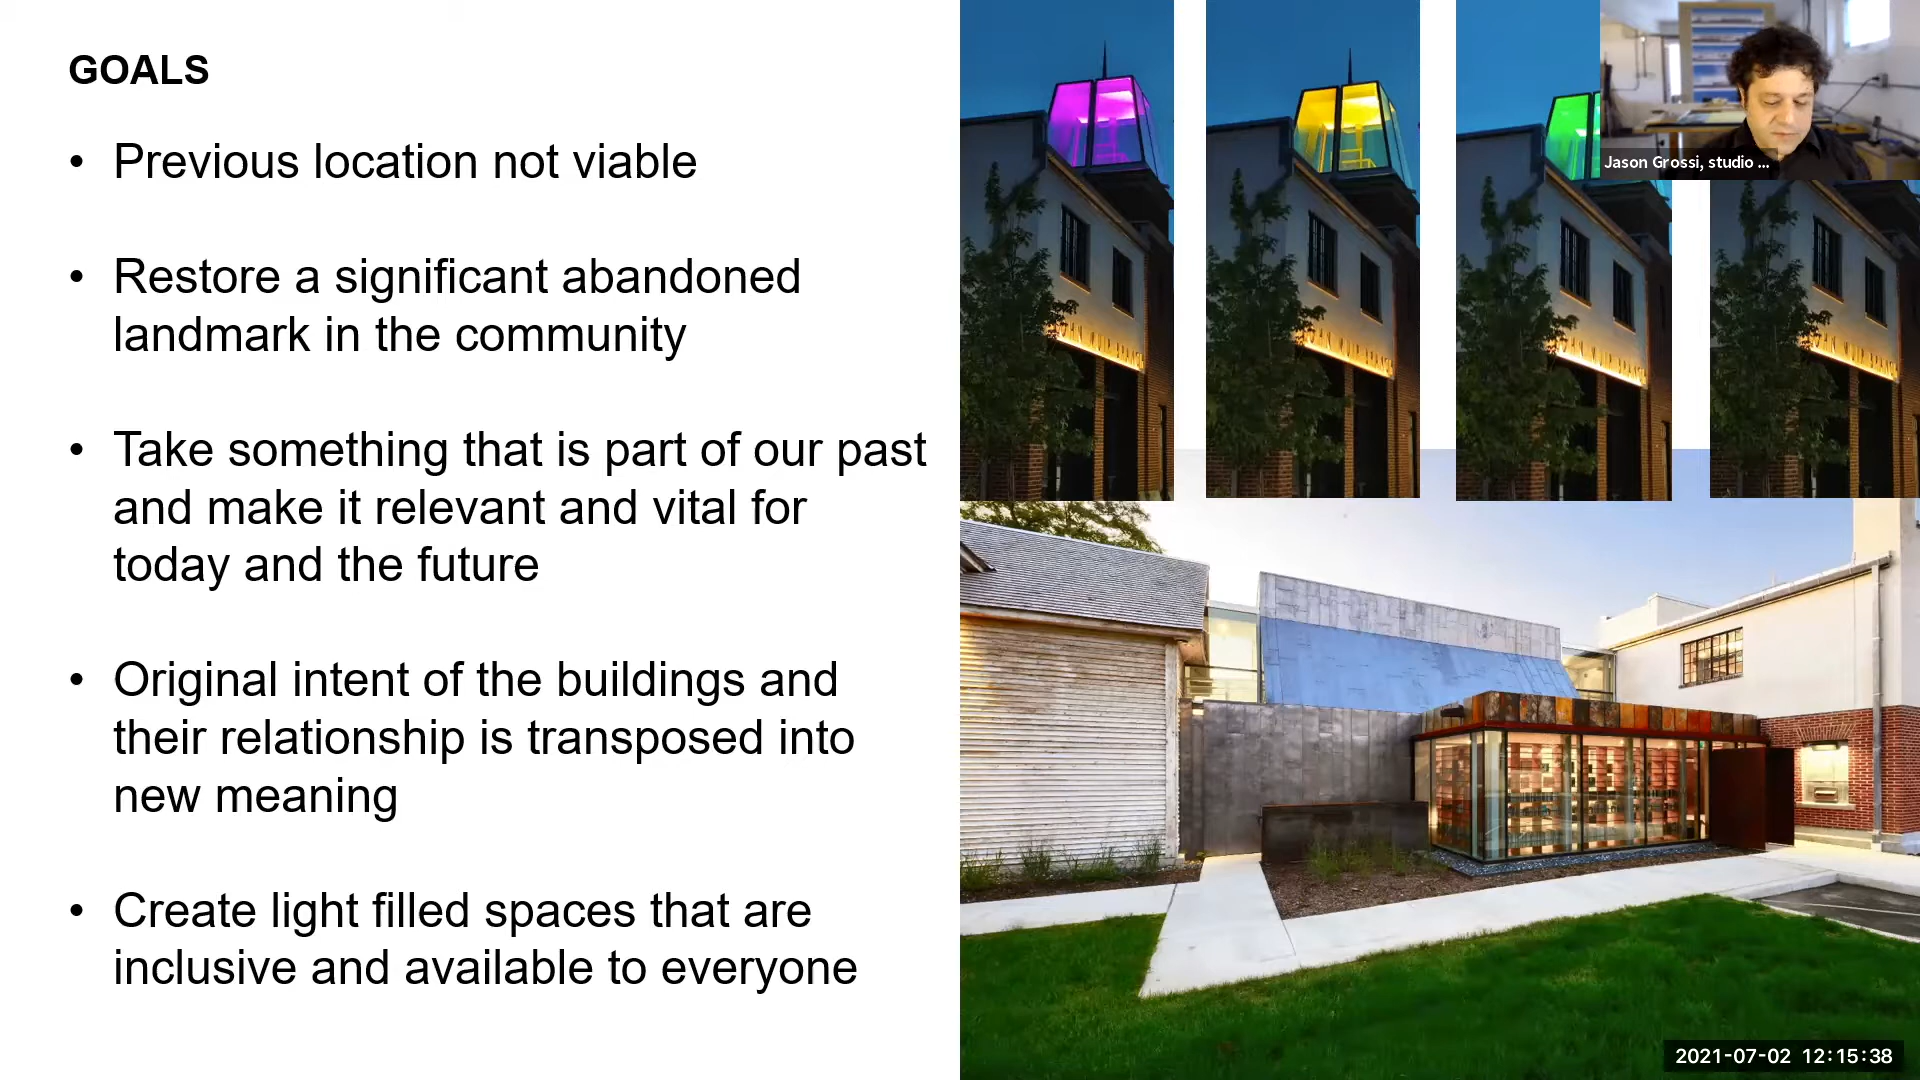 GOALS
• Previous location not viable
• Restore a significant abandoned
landmark in the community
• Take something that is part of our past
and make it relevant and vital for
today and the future
• Original intent of the buildings and
their relationship is transposed into
new meaning
• Create light filled spaces that are
inclusive and available to everyone
Jason Grossi, studio ...
2021-07-02 12:15:38